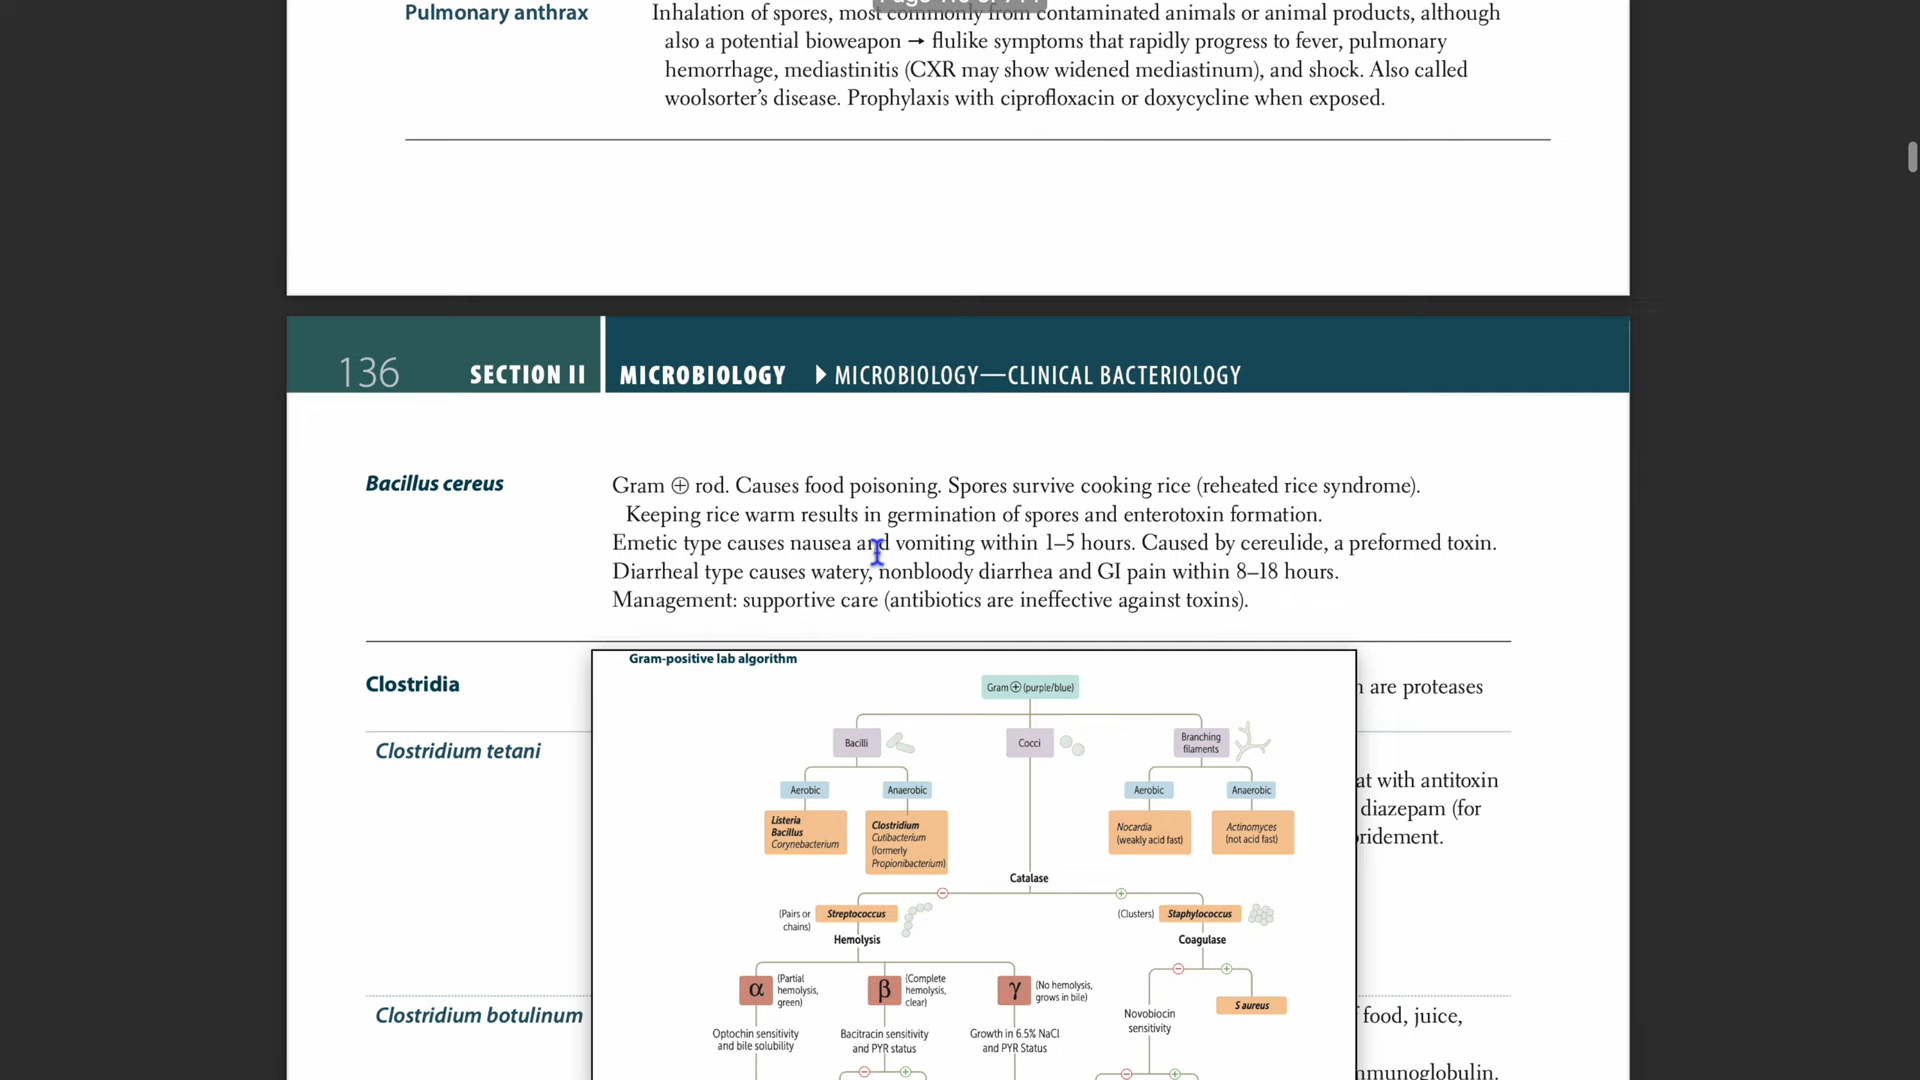 Pulmonary anthrax
Inhalation of spores, most commonly from contaminated animals or animal products, although
also a potential bioweapon → flulike symptoms that rapidly progress to fever, pulmonary
hemorrhage, mediastinitis (CXR may show widened mediastinum), and shock. Also called
woolsorter's disease. Prophylaxis with ciprofloxacin or doxycycline when exposed.
136 SECTION II MICROBIOLOGY ▶ MICROBIOLOGY—CLINICAL BACTERIOLOGY
Bacillus cereus
Gram ⊕ rod. Causes food poisoning. Spores survive cooking rice (reheated rice syndrome).
Keeping rice warm results in germination of spores and enterotoxin formation.
Emetic type causes nausea and vomiting within 1–5 hours. Caused by cereulide, a preformed toxin.
Diarrheal type causes watery, nonbloody diarrhea and GI pain within 8–18 hours.
Management: supportive care (antibiotics are ineffective against toxins).
Clostridia
are proteases
Clostridium tetani
with antitoxin
diazepam (for
Clostridium botulinum
food, juice,
Gram-positive lab algorithm
Gram ⊕ (purple/blue)
Bacilli
Cocci
Branching
filaments
Aerobic
Anaerobic
Aerobic
Anaerobic
Listeria
Bacillus
Corynebacterium
Clostridium
Cutibacterium
(formerly
Propionibacterium)
Nocardia
(weakly acid fast)
Actinomyces
(not acid fast)
Catalase
⊖
⊕
(Pairs or
chains)
Streptococcus
(Clusters)
Staphylococcus
Hemolysis
Coagulase
⊖
⊕
α
(Partial
hemolysis,
green)
β
(Complete
hemolysis,
clear)
γ
(No hemolysis,
grows in bile)
S aureus
Novobiocin
sensitivity
Optochin sensitivity
and bile solubility
Bacitracin sensitivity
and PYR status
Growth in 6.5% NaCl
and PYR Status
⊖
⊕
⊖
⊕